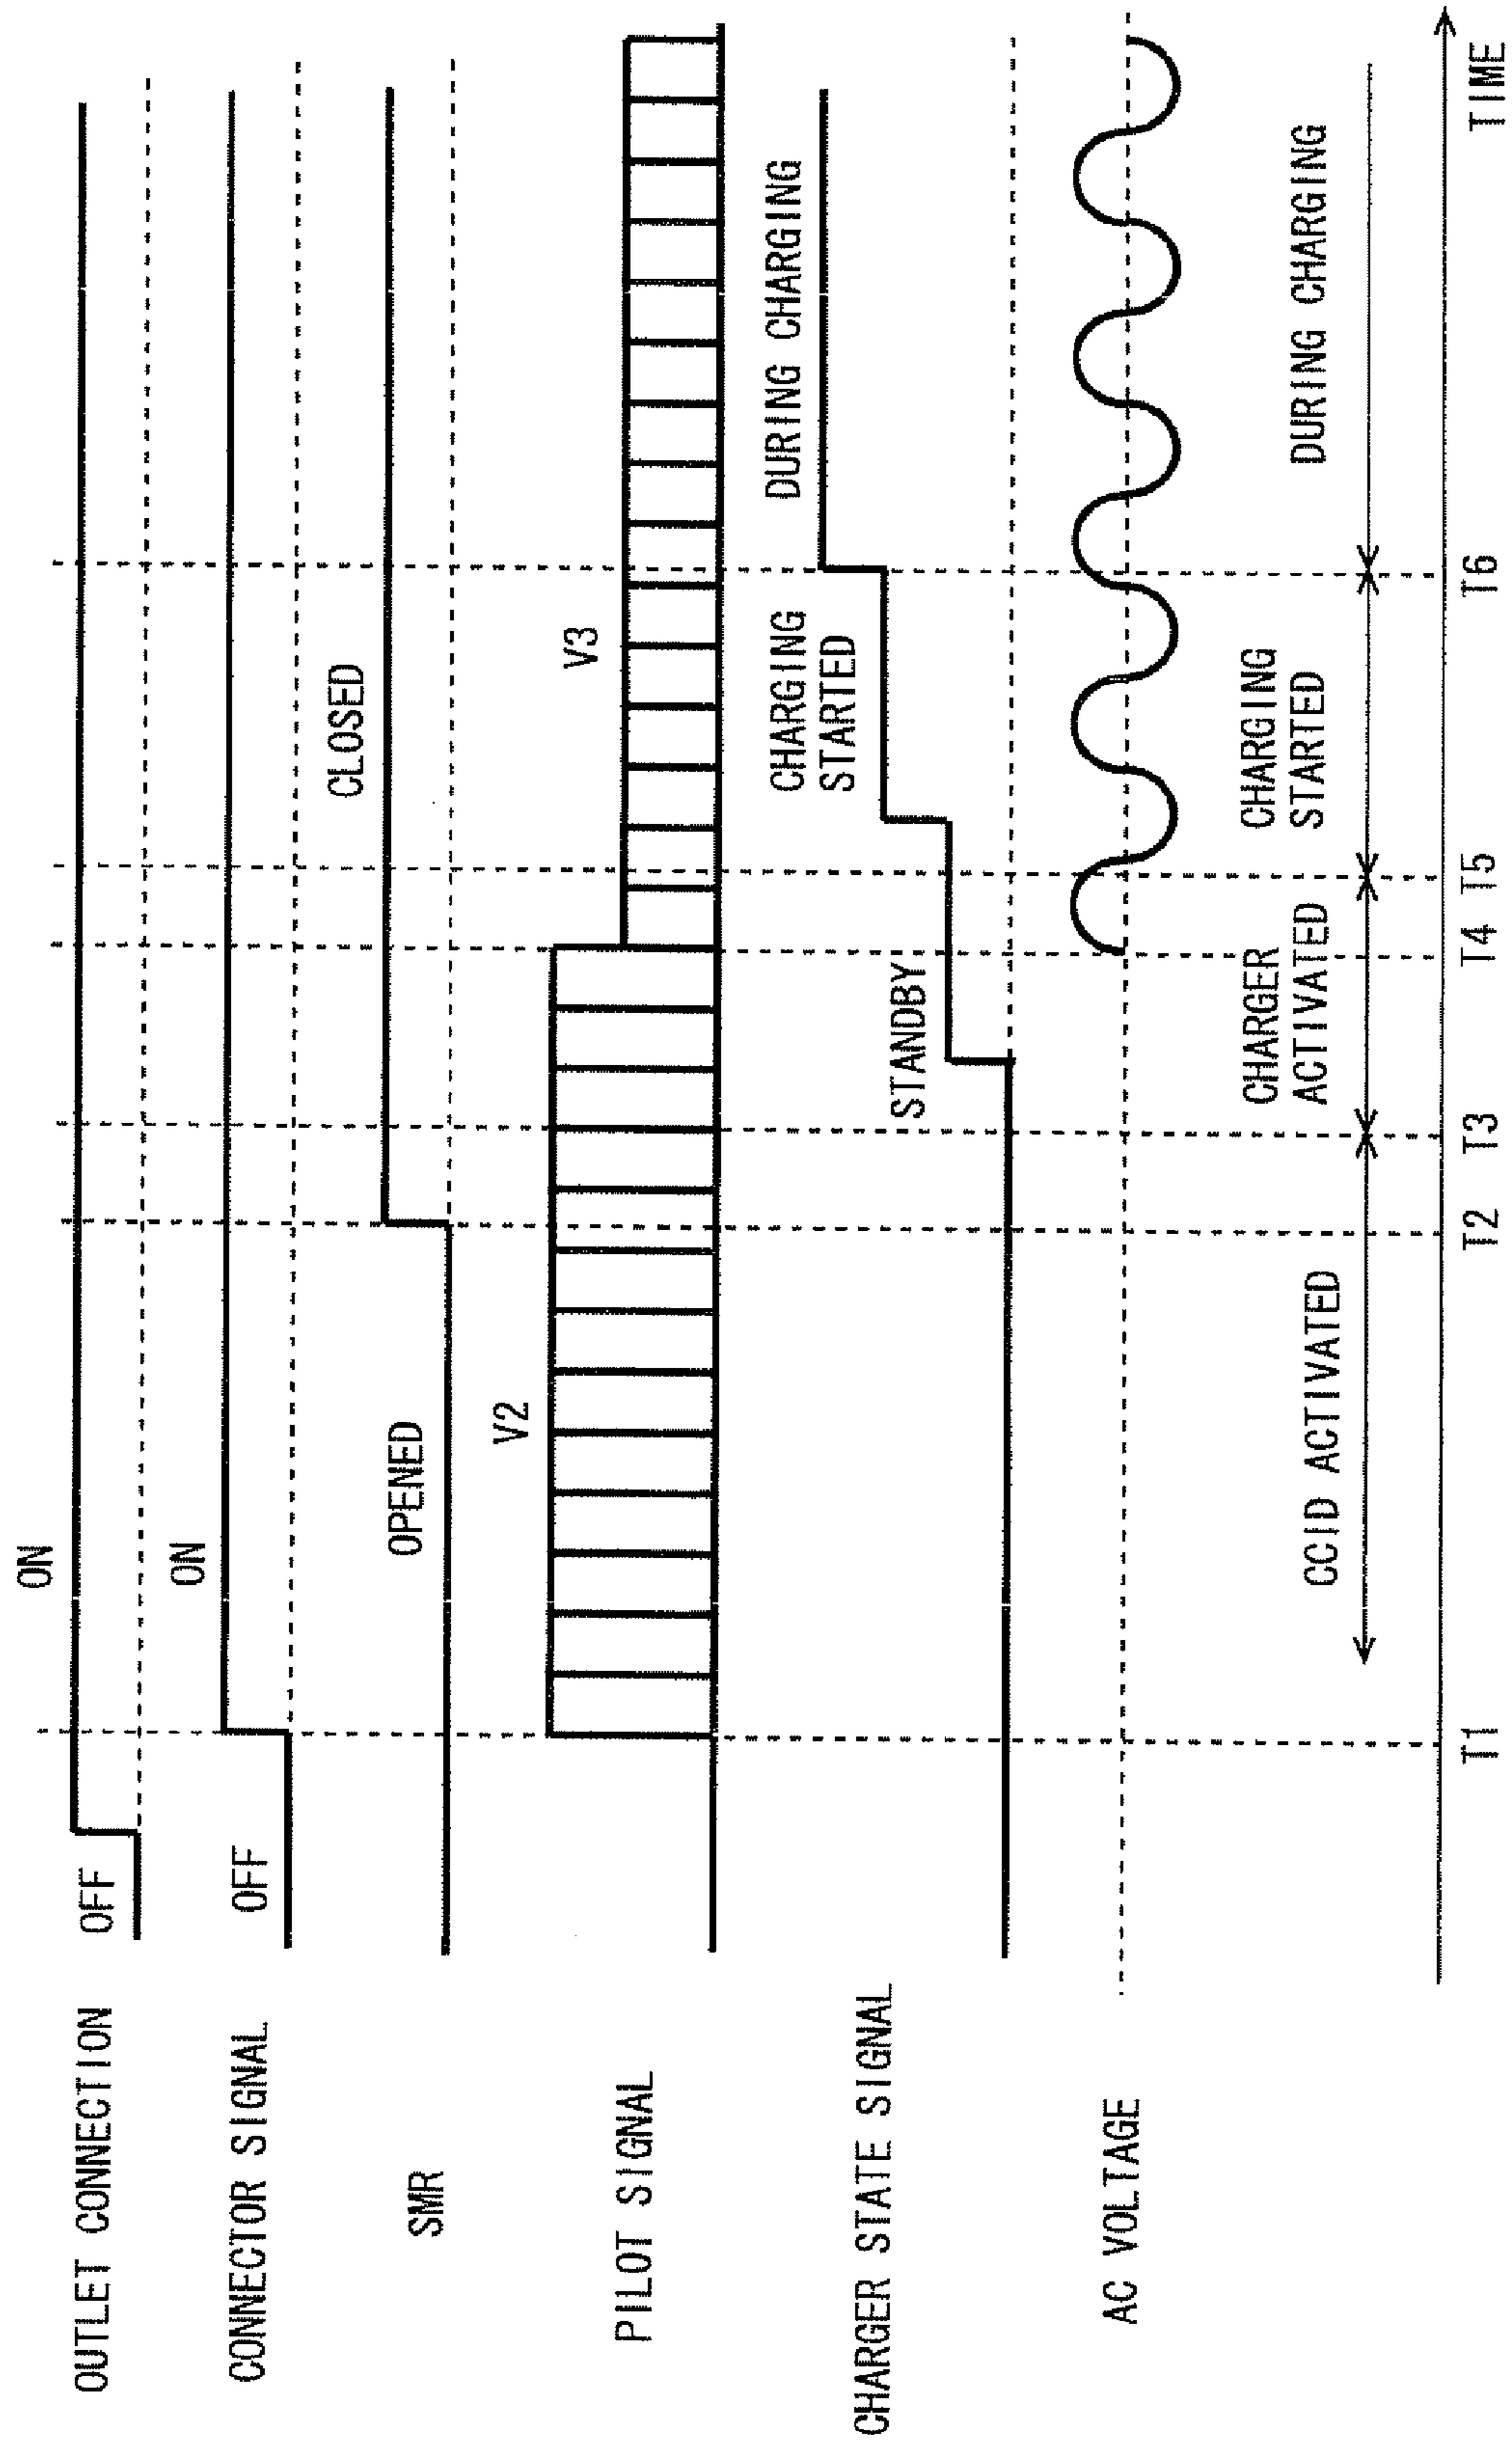 OUTLET CONNECTION
OFF
ON
CONNECTOR SIGNAL
OFF
ON
SMR
OPENED
CLOSED
PILOT SIGNAL
V2
V3
CHARGER STATE SIGNAL
STANDBY
CHARGING
STARTED
DURING CHARGING
AC VOLTAGE
CCID ACTIVATED
CHARGER
ACTIVATED
CHARGING
STARTED
DURING CHARGING
T1
T2
T3
T4
T5
T6
TIME